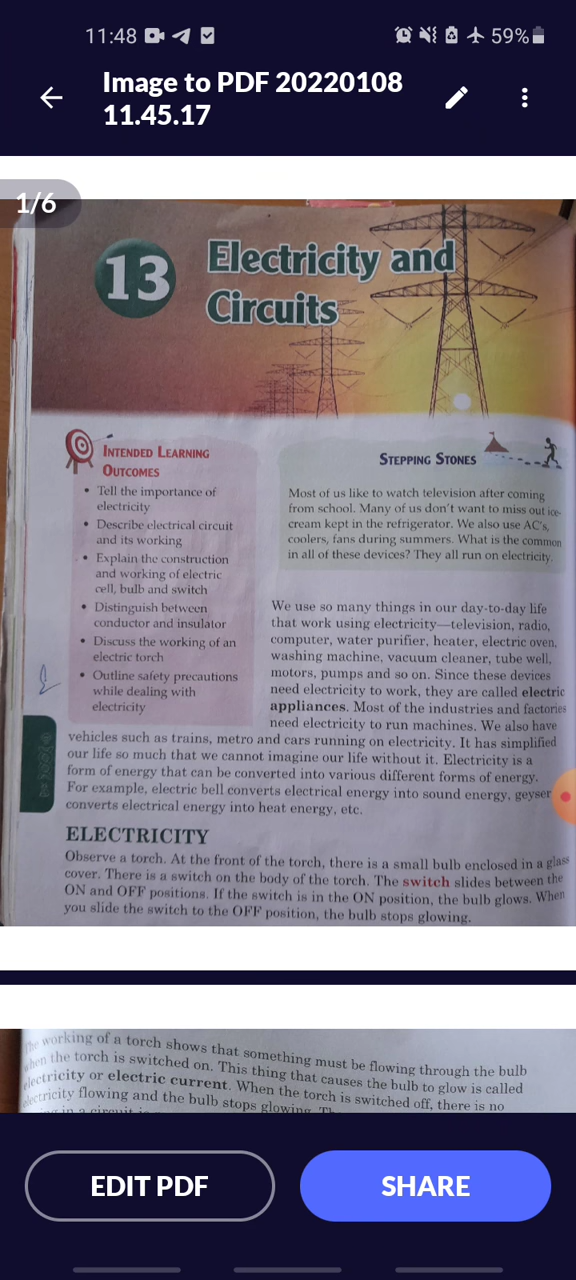 11:48
59%
Image to PDF 20220108
11.45.17
1/6
13
Electricity and
Circuits
INTENDED LEARNING
OUTCOMES
• Tell the importance of
electricity
• Describe electrical circuit
and its working
• Explain the construction
and working of electric
cell, bulb and switch
• Distinguish between
conductor and insulator
• Discuss the working of an
electric torch
• Outline safety precautions
while dealing with
electricity
STEPPING STONES
Most of us like to watch television after coming
from school. Many of us don't want to miss out ice-
cream kept in the refrigerator. We also use AC's,
coolers, fans during summers. What is the common
in all of these devices? They all run on electricity.
We use so many things in our day-to-day life
that work using electricity—television, radio,
computer, water purifier, heater, electric oven,
washing machine, vacuum cleaner, tube well,
motors, pumps and so on. Since these devices
need electricity to work, they are called electric
appliances. Most of the industries and factories
need electricity to run machines. We also have
vehicles such as trains, metro and cars running on electricity. It has simplified
our life so much that we cannot imagine our life without it. Electricity is a
form of energy that can be converted into various different forms of energy.
For example, electric bell converts electrical energy into sound energy, geyser
converts electrical energy into heat energy, etc.
ELECTRICITY
Observe a torch. At the front of the torch, there is a small bulb enclosed in a glass
cover. There is a switch on the body of the torch. The switch slides between the
ON and OFF positions. If the switch is in the ON position, the bulb glows. When
you slide the switch to the OFF position, the bulb stops glowing.
The working of a torch shows that something must be flowing through the bulb
when the torch is switched on. This thing that causes the bulb to glow is called
electricity or electric current. When the torch is switched off, there is no
electricity flowing and the bulb stops glowing.
in a circuit
EDIT PDF
SHARE